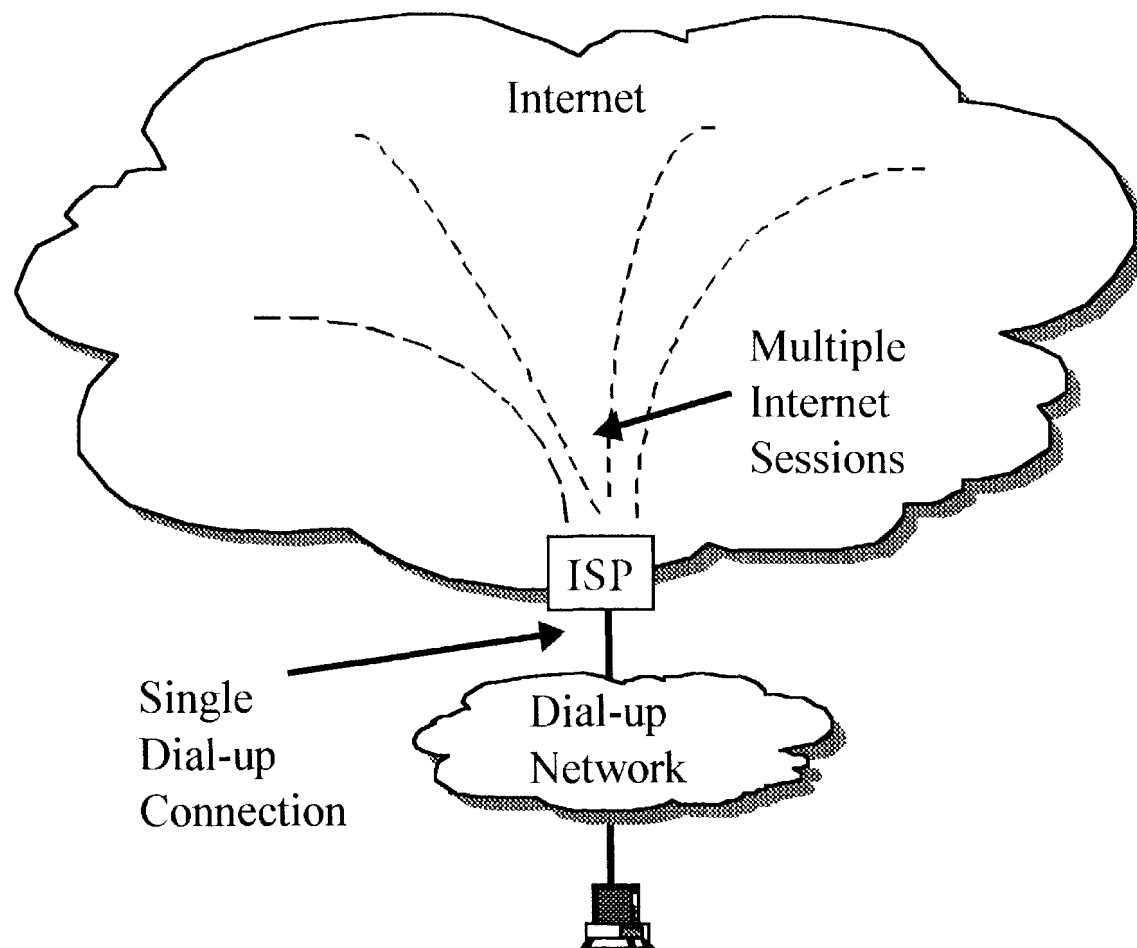 Internet
Multiple
Internet
Sessions
ISP
Single
Dial-up
Connection
Dial-up
Network